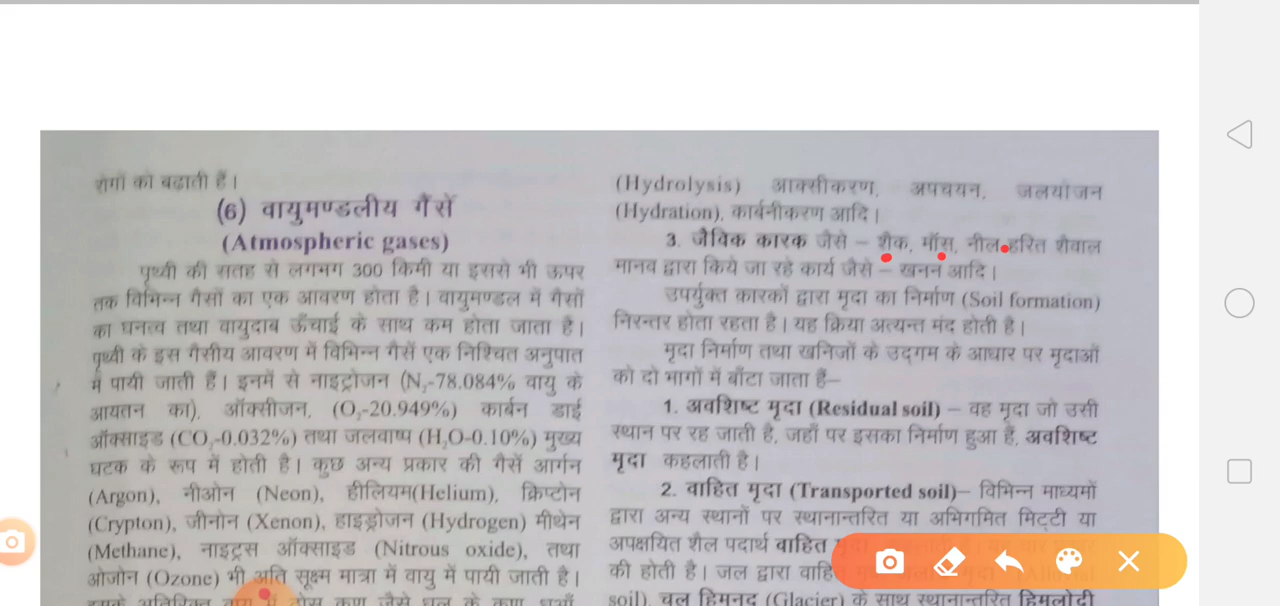 रोगों को बढ़ाती हैं।
(6) वायुमण्डलीय गैसें
(Atmospheric gases)
पृथ्वी की सतह से लगभग 300 किमी या इससे भी ऊपर
तक विभिन्न गैसों का एक आवरण होता है। वायुमण्डल में गैसों
का घनत्व तथा वायुदाब ऊँचाई के साथ कम होता जाता है।
पृथ्वी के इस गैसीय आवरण में विभिन्न गैसें एक निश्चित अनुपात
में पायी जाती हैं। इनमें से नाइट्रोजन (N₂-78.084% वायु के
आयतन का), ऑक्सीजन, (O₂-20.949%) कार्बन डाई
ऑक्साइड (CO₂-0.032%) तथा जलवाष्प (H₂O-0.10%) मुख्य
घटक के रूप में होती है। कुछ अन्य प्रकार की गैसें आर्गन
(Argon), नीओन (Neon), हीलियम(Helium), क्रिप्टोन
(Crypton), जीनोन (Xenon), हाइड्रोजन (Hydrogen) मीथेन
(Methane), नाइट्रस ऑक्साइड (Nitrous oxide), तथा
ओजोन (Ozone) भी अति सूक्ष्म मात्रा में वायु में पायी जाती है।
(Hydrolysis) आक्सीकरण, अपचयन, जलयोजन
(Hydration), कार्बनीकरण आदि।
3. जैविक कारक जैसे – शैक, मॉस, नील हरित शैवाल
मानव द्वारा किये जा रहे कार्य जैसे – खनन आदि।
उपर्युक्त कारकों द्वारा मृदा का निर्माण (Soil formation)
निरन्तर होता रहता है। यह क्रिया अत्यन्त मंद होती है।
मृदा निर्माण तथा खनिजों के उद्गम के आधार पर मृदाओं
को दो भागों में बाँटा जाता हैं–
1. अवशिष्ट मृदा (Residual soil) – वह मृदा जो उसी
स्थान पर रह जाती है, जहाँ पर इसका निर्माण हुआ हैं, अवशिष्ट
मृदा कहलाती है।
2. वाहित मृदा (Transported soil)– विभिन्न माध्यमों
द्वारा अन्य स्थानों पर स्थानान्तरित या अभिगमित मिट्टी या
अपक्षयित शैल पदार्थ वाहित
की होती है। जल द्वारा
soil), चल हिमनद (Glacier) के साथ स्थानान्तरित हिमलोदी